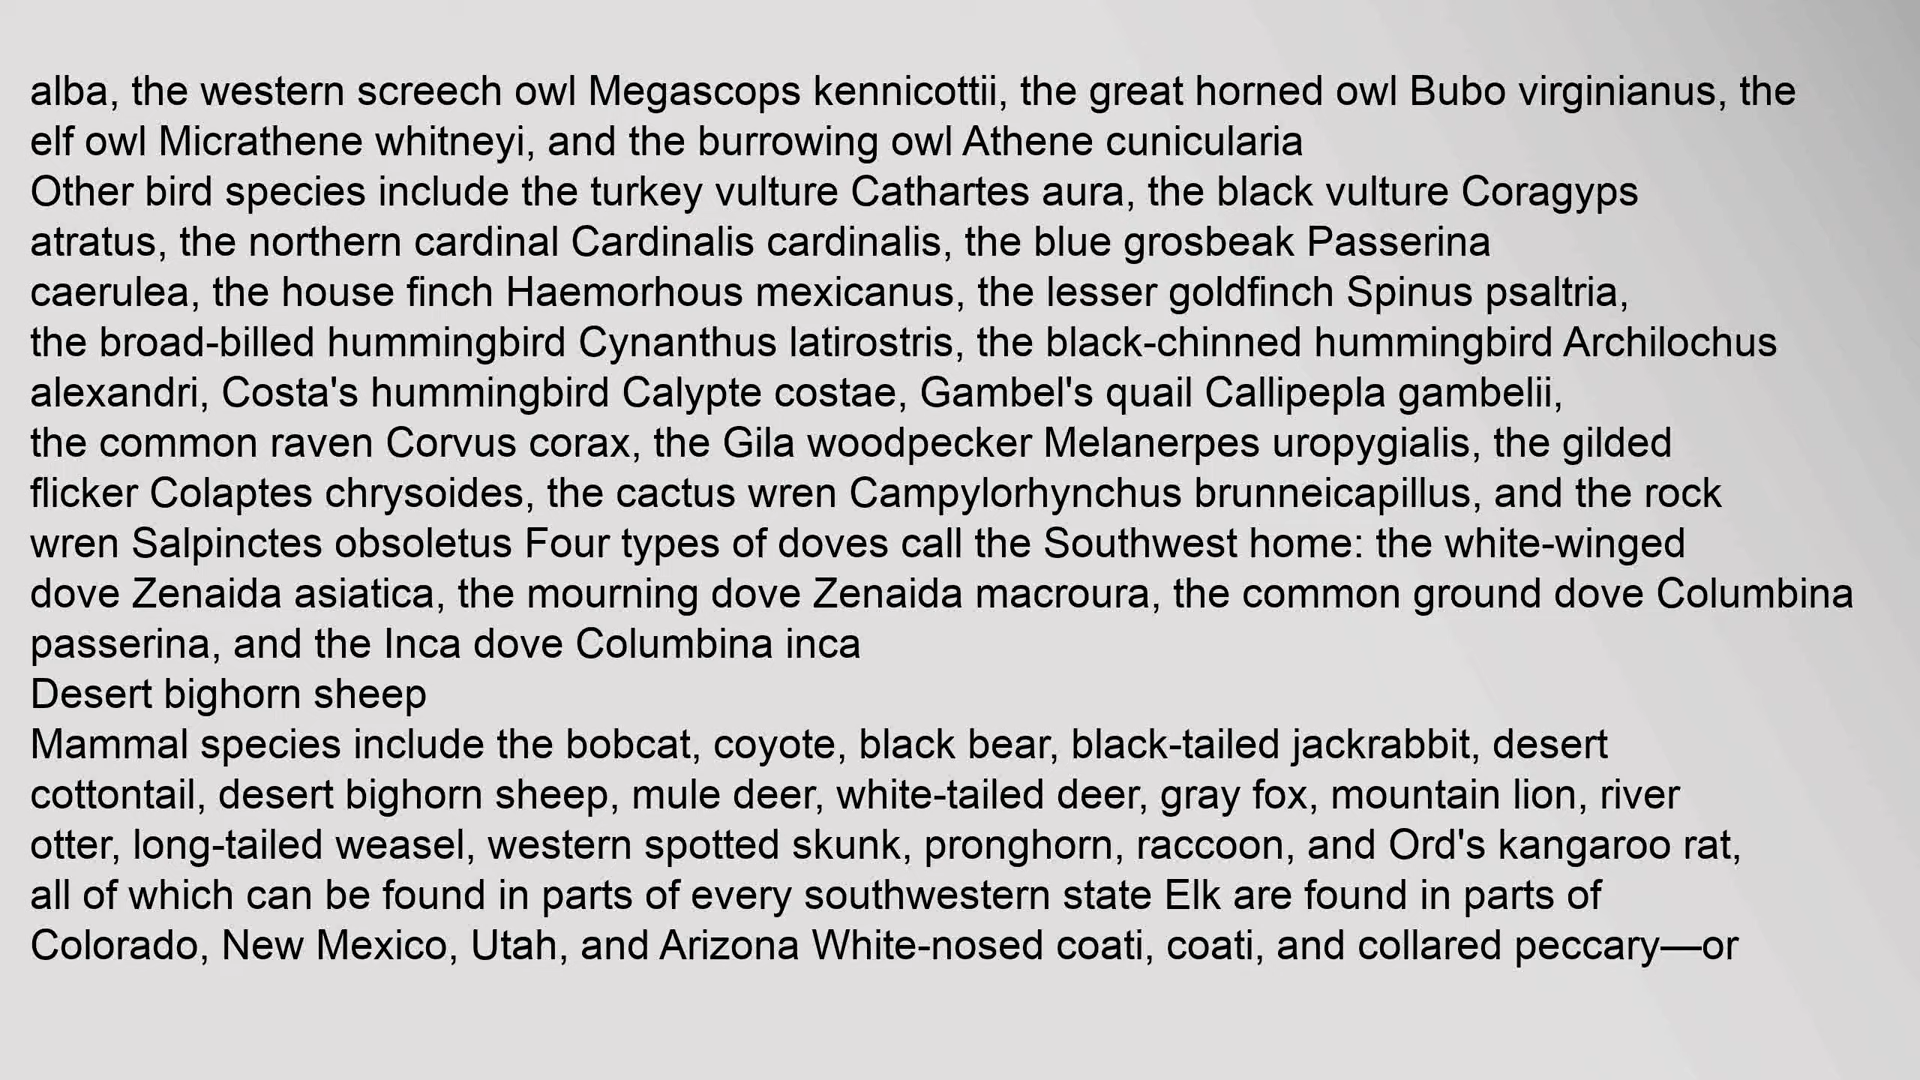 alba, the western screech owl Megascops kennicottii, the great horned owl Bubo virginianus, the
elf owl Micrathene whitneyi, and the burrowing owl Athene cunicularia
Other bird species include the turkey vulture Cathartes aura, the black vulture Coragyps
atratus, the northern cardinal Cardinalis cardinalis, the blue grosbeak Passerina
caerulea, the house finch Haemorhous mexicanus, the lesser goldfinch Spinus psaltria,
the broad-billed hummingbird Cynanthus latirostris, the black-chinned hummingbird Archilochus
alexandri, Costa's hummingbird Calypte costae, Gambel's quail Callipepla gambelii,
the common raven Corvus corax, the Gila woodpecker Melanerpes uropygialis, the gilded
flicker Colaptes chrysoides, the cactus wren Campylorhynchus brunneicapillus, and the rock
wren Salpinctes obsoletus Four types of doves call the Southwest home: the white-winged
dove Zenaida asiatica, the mourning dove Zenaida macroura, the common ground dove Columbina
passerina, and the Inca dove Columbina inca
Desert bighorn sheep
Mammal species include the bobcat, coyote, black bear, black-tailed jackrabbit, desert
cottontail, desert bighorn sheep, mule deer, white-tailed deer, gray fox, mountain lion, river
otter, long-tailed weasel, western spotted skunk, pronghorn, raccoon, and Ord's kangaroo rat,
all of which can be found in parts of every southwestern state Elk are found in parts of
Colorado, New Mexico, Utah, and Arizona White-nosed coati, coati, and collared peccary—or